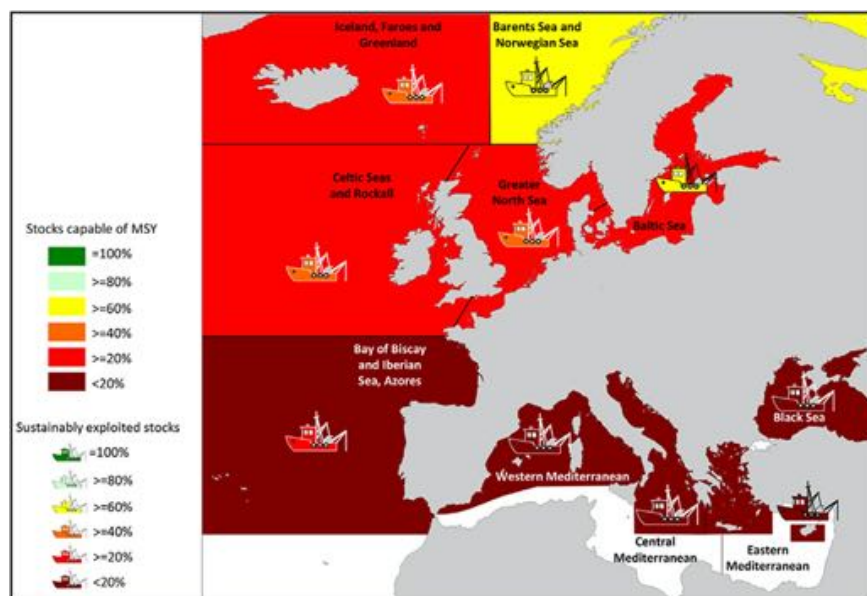 Iceland, Faroes and
Greenland
Barents Sea and
Norwegian Sea
Celtic Seas
and Rockall
Greater
North Sea
Baltic Sea
Stocks capable of MSY
=100%
>=80%
>=60%
>=40%
>=20%
<20%
Bay of Biscay
and Iberian
Sea, Azores
Black Sea
Sustainably exploited stocks
=100%
>=80%
>=60%
>=40%
>=20%
<20%
Western Mediterranean
Central
Mediterranean
Eastern
Mediterranean